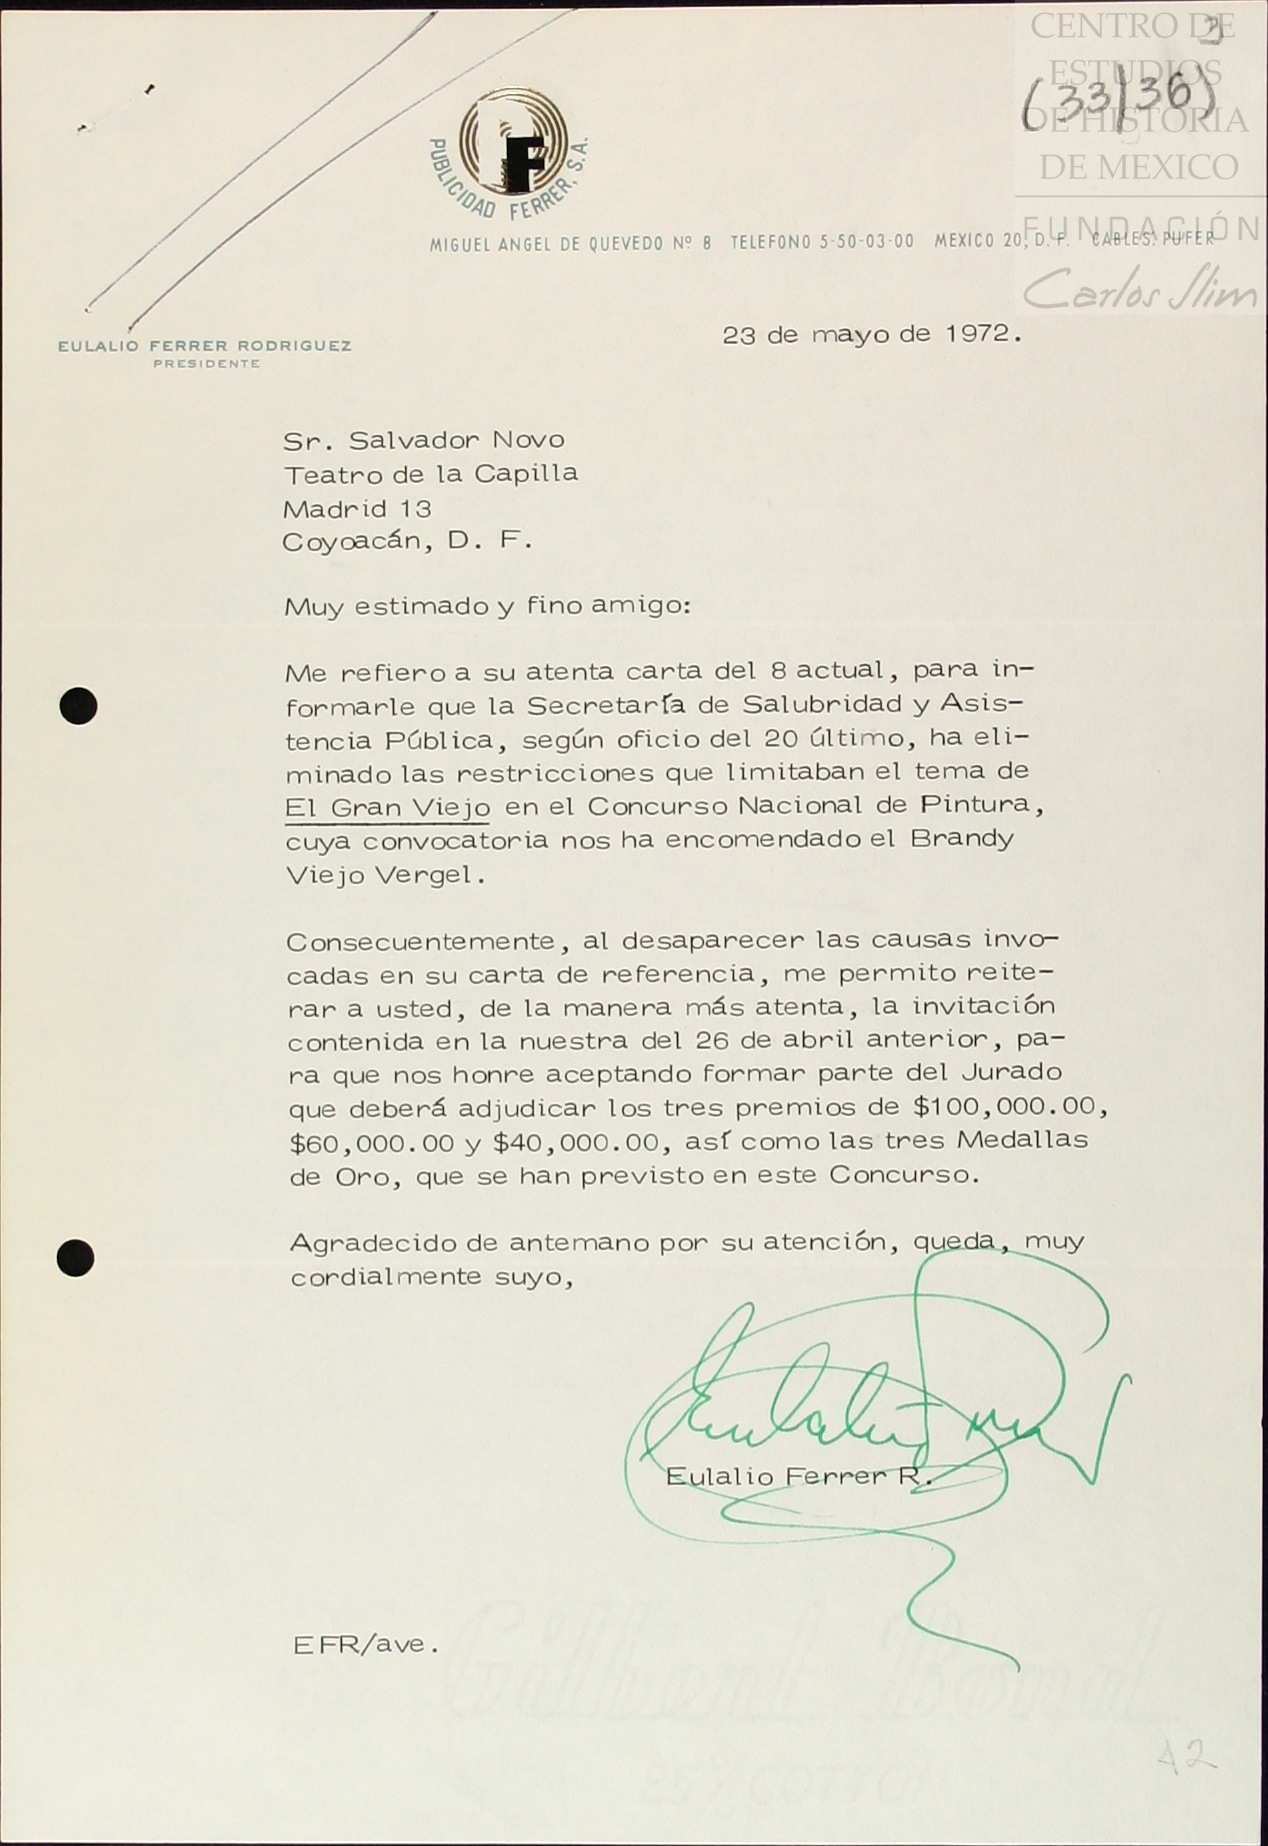 CENTRO DE
ESTUDIOS
DE HISTORIA
DE MEXICO
FUNDACIÓN
Carlos Slim
3
(33|36)
PF
PUBLICIDAD FERRER, S.A.
MIGUEL ANGEL DE QUEVEDO Nº 8 TELEFONO 5-50-03-00 MEXICO 20, D. F. CABLES: PUFER
EULALIO FERRER RODRIGUEZ
PRESIDENTE
23 de mayo de 1972.
Sr. Salvador Novo
Teatro de la Capilla
Madrid 13
Coyoacán, D. F.
Muy estimado y fino amigo:
Me refiero a su atenta carta del 8 actual, para in-
formarle que la Secretaría de Salubridad y Asis-
tencia Pública, según oficio del 20 último, ha eli-
minado las restricciones que limitaban el tema de
El Gran Viejo en el Concurso Nacional de Pintura,
cuya convocatoria nos ha encomendado el Brandy
Viejo Vergel.
Consecuentemente, al desaparecer las causas invo-
cadas en su carta de referencia, me permito reite-
rar a usted, de la manera más atenta, la invitación
contenida en la nuestra del 26 de abril anterior, pa-
ra que nos honre aceptando formar parte del Jurado
que deberá adjudicar los tres premios de $100,000.00,
$60,000.00 y $40,000.00, así como las tres Medallas
de Oro, que se han previsto en este Concurso.
Agradecido de antemano por su atención, queda, muy
cordialmente suyo,
Eulalio Ferrer
Eulalio Ferrer R.
EFR/ave.
Gilbert Bond
25% COTTON
A2